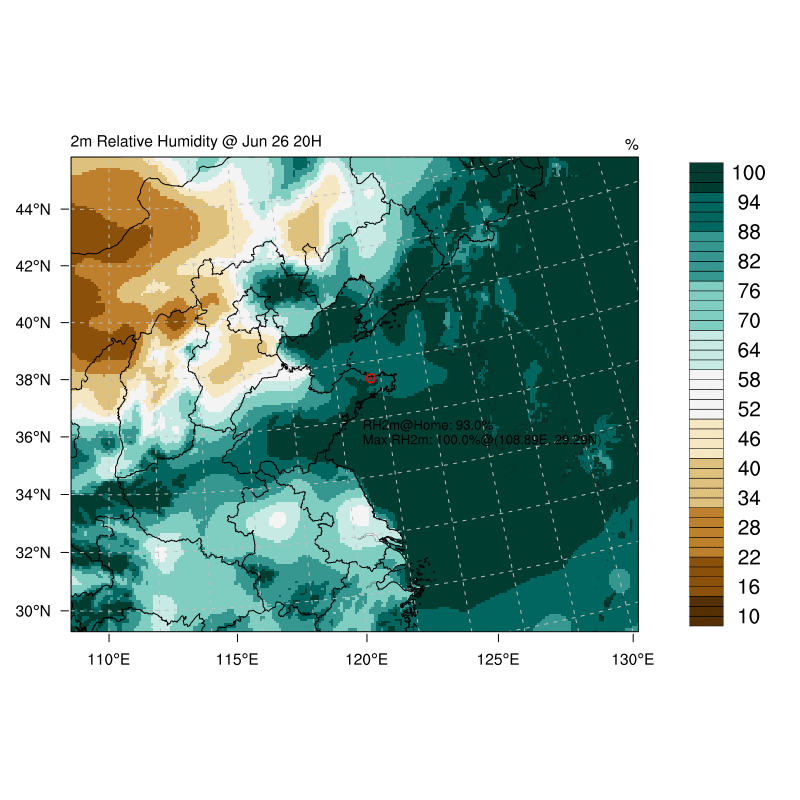 2m Relative Humidity @ Jun 26 20H
%
44°N
42°N
40°N
38°N
36°N
34°N
32°N
30°N
110°E
115°E
120°E
125°E
130°E
RH2m@Home: 93.0%
Max RH2m: 100.0%@(108.89E, 29.29N)
100
94
88
82
76
70
64
58
52
46
40
34
28
22
16
10